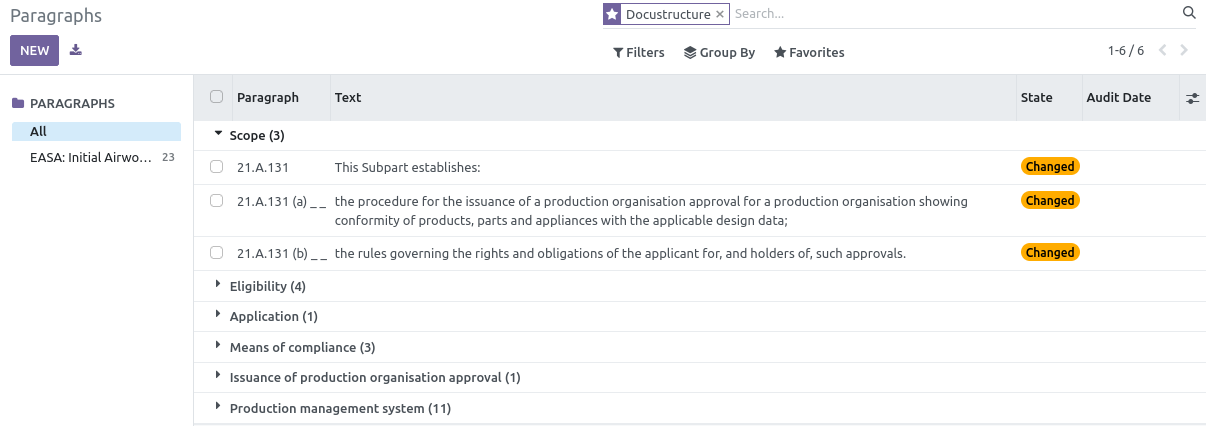 Paragraphs
Docustructure ×
Search...
NEW
Filters
Group By
Favorites
1-6 / 6
PARAGRAPHS
All
EASA: Initial Airwo... 23
Paragraph Text State Audit Date
Scope (3)
21.A.131 This Subpart establishes: Changed
21.A.131 (a) _ _ the procedure for the issuance of a production organisation approval for a production organisation showing Changed
conformity of products, parts and appliances with the applicable design data;
21.A.131 (b) _ _ the rules governing the rights and obligations of the applicant for, and holders of, such approvals. Changed
Eligibility (4)
Application (1)
Means of compliance (3)
Issuance of production organisation approval (1)
Production management system (11)